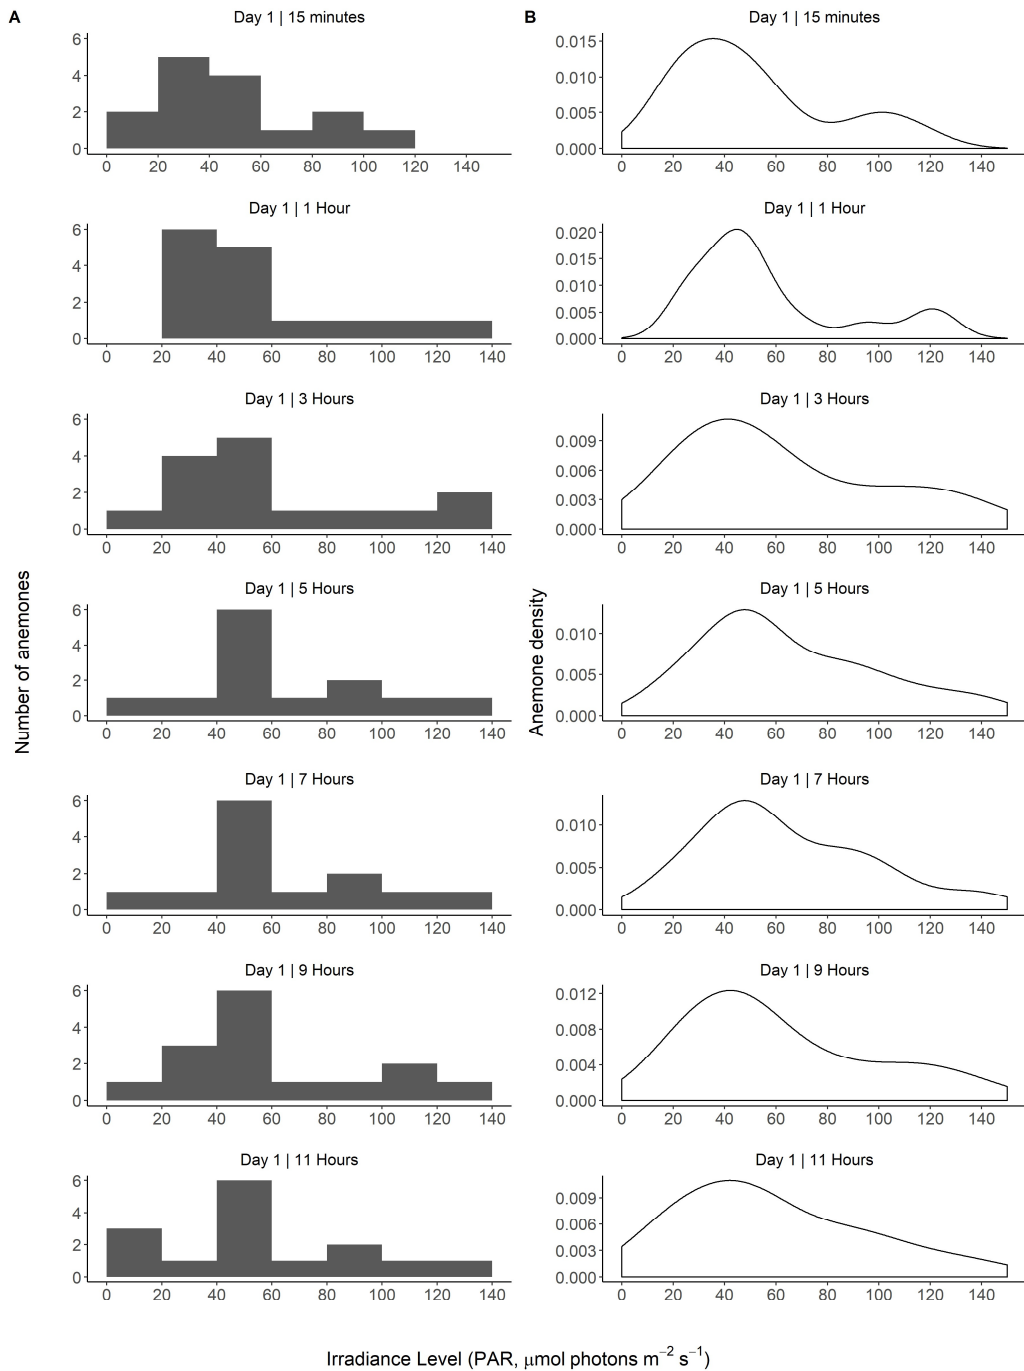 A
B
Day 1 | 15 minutes
6
4
2
0
0 20 40 60 80 100 120 140
Day 1 | 15 minutes
0.015
0.010
0.005
0.000
0 20 40 60 80 100 120 140
Day 1 | 1 Hour
6
4
2
0
0 20 40 60 80 100 120 140
Day 1 | 1 Hour
0.020
0.015
0.010
0.005
0.000
0 20 40 60 80 100 120 140
Day 1 | 3 Hours
6
4
2
0
0 20 40 60 80 100 120 140
Day 1 | 3 Hours
0.009
0.006
0.003
0.000
0 20 40 60 80 100 120 140
Number of anemones
Anemone density
Day 1 | 5 Hours
6
4
2
0
0 20 40 60 80 100 120 140
Day 1 | 5 Hours
0.010
0.005
0.000
0 20 40 60 80 100 120 140
Day 1 | 7 Hours
6
4
2
0
0 20 40 60 80 100 120 140
Day 1 | 7 Hours
0.010
0.005
0.000
0 20 40 60 80 100 120 140
Day 1 | 9 Hours
6
4
2
0
0 20 40 60 80 100 120 140
Day 1 | 9 Hours
0.012
0.008
0.004
0.000
0 20 40 60 80 100 120 140
Day 1 | 11 Hours
6
4
2
0
0 20 40 60 80 100 120 140
Day 1 | 11 Hours
0.009
0.006
0.003
0.000
0 20 40 60 80 100 120 140
Irradiance Level (PAR, μmol photons m⁻² s⁻¹)